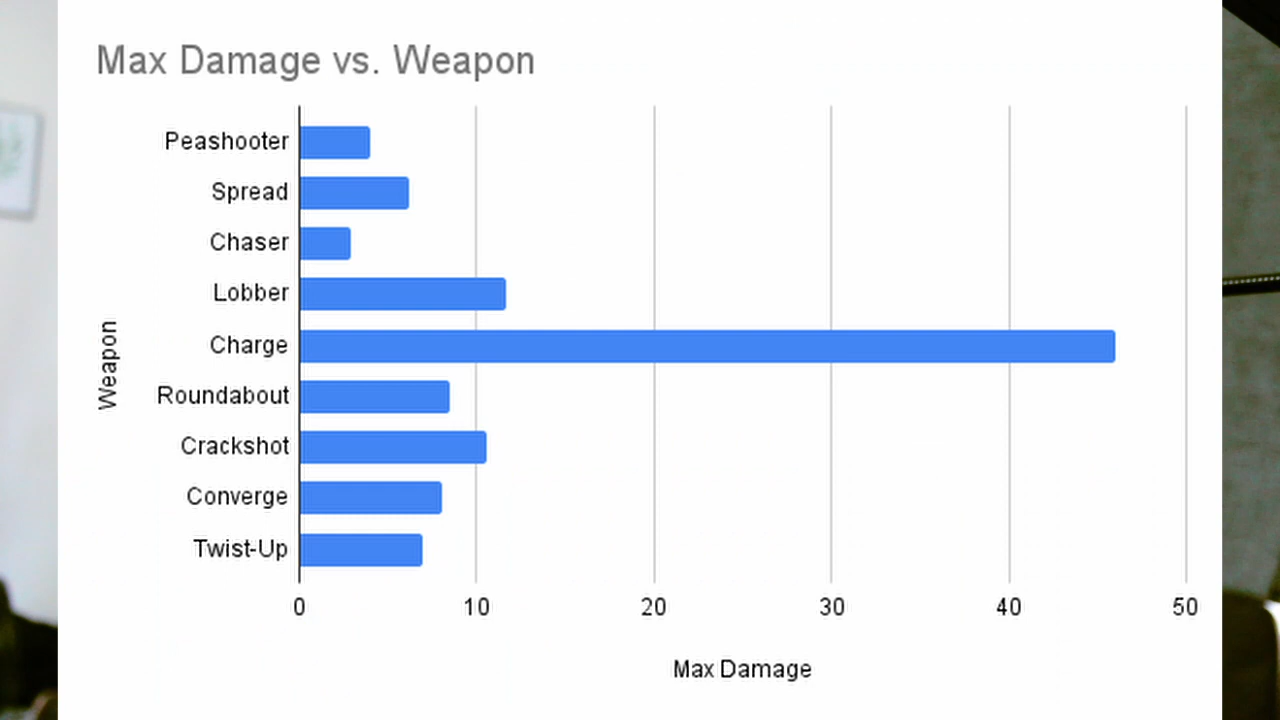 Max Damage vs. Weapon
Peashooter
Spread
Chaser
Lobber
Charge
Roundabout
Crackshot
Converge
Twist-Up
Weapon
0 10 20 30 40 50
Max Damage